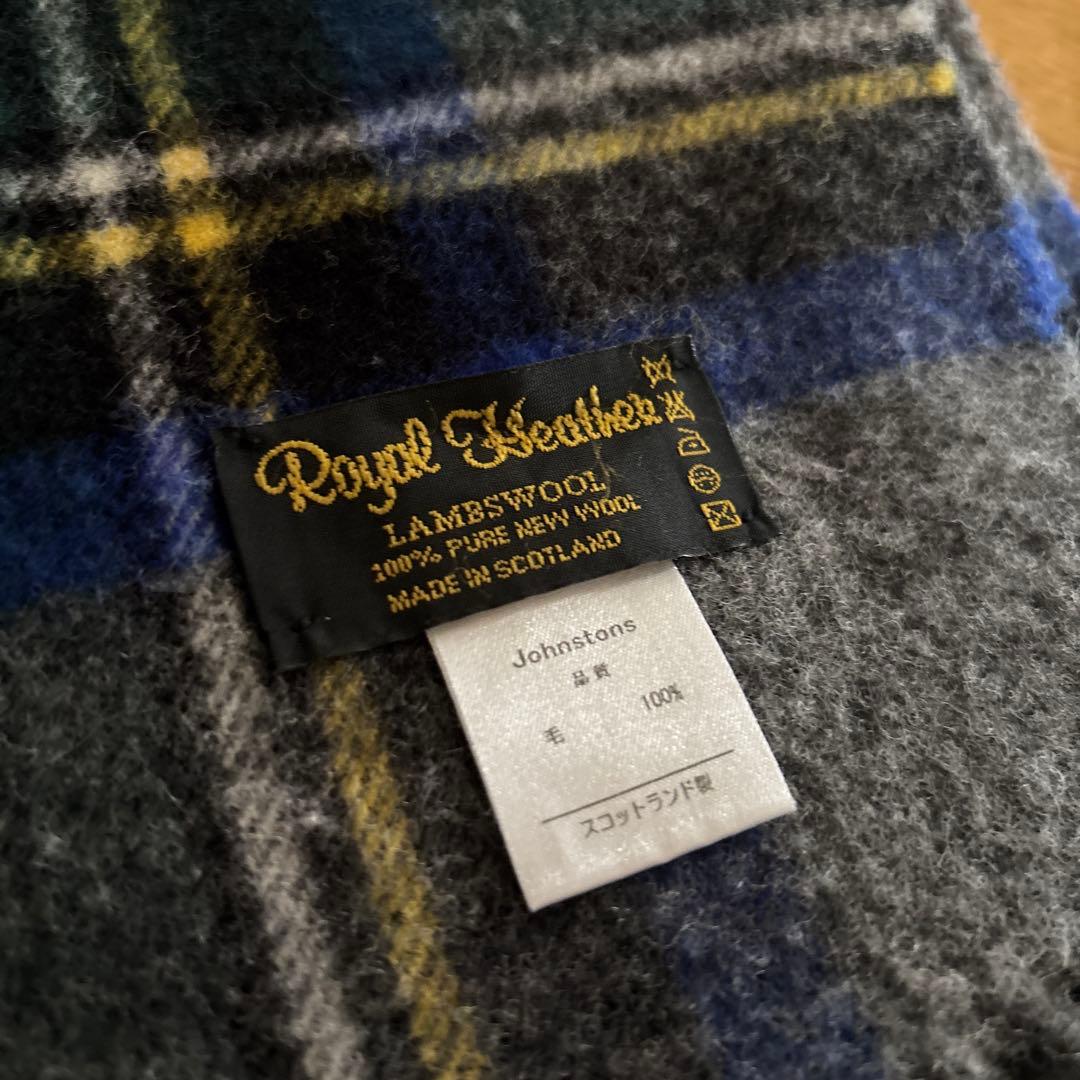 Royal Heather
LAMBSWOOL
100% PURE NEW WOOL
MADE IN SCOTLAND
Johnstons
品質
毛 100%
スコットランド製